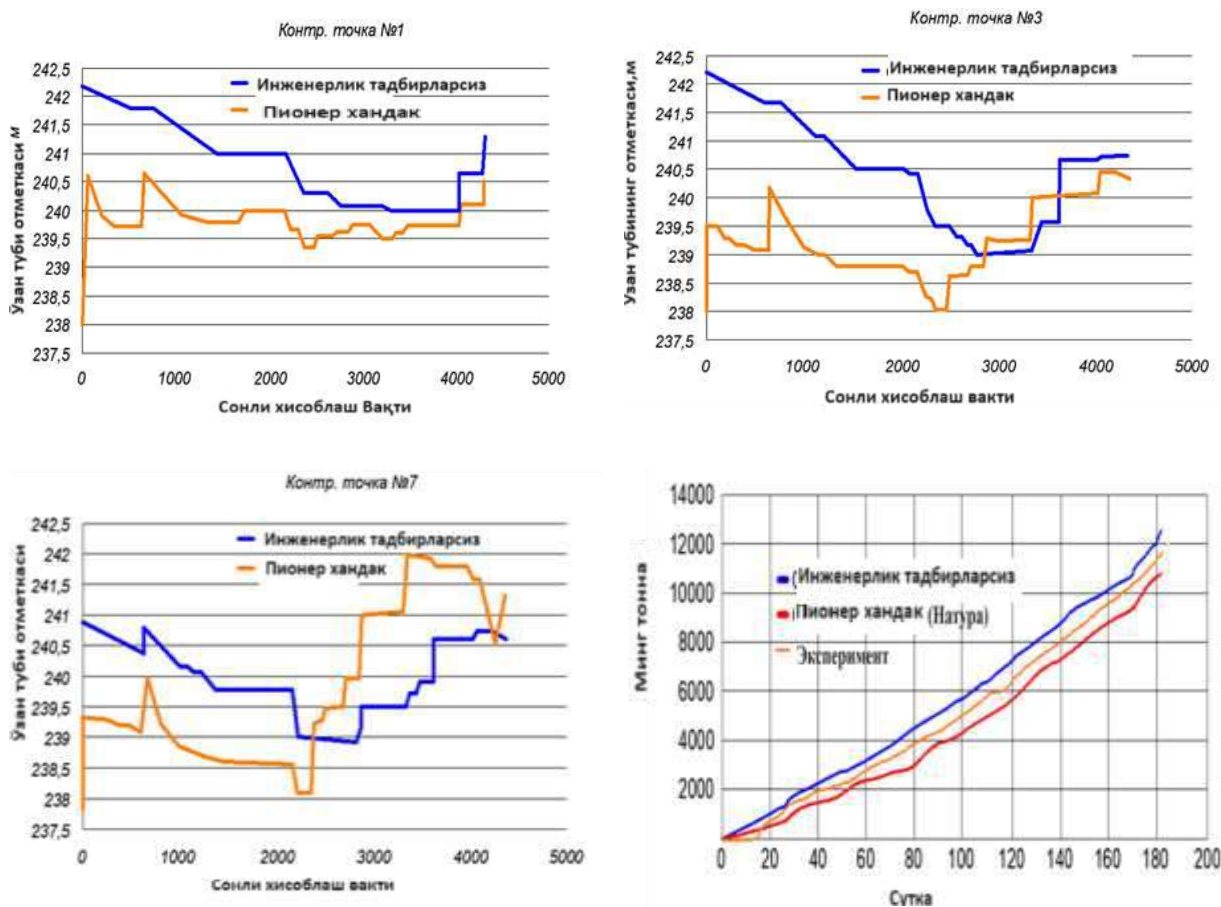 Контр. точка №1
Инженерлик тадбирларсиз
Пионер хандак
Ўзан туби отметкаси м
242,5
242
241,5
241
240,5
240
239,5
239
238,5
238
237,5
0 1000 2000 3000 4000 5000
Сонли хисоблаш Вақти
Контр. точка №3
Инженерлик тадбирларсиз
Пионер хандак
Узан тубининг отметкаси,м
242,5
242
241,5
241
240,5
240
239,5
239
238,5
238
237,5
0 1000 2000 3000 4000 5000
Сонли хисоблаш вакти
Контр. точка №7
Инженерлик тадбирларсиз
Пионер хандак
Ўзан туби отметкаси
242,5
242
241,5
241
240,5
240
239,5
239
238,5
238
237,5
0 1000 2000 3000 4000 5000
Сонли хисоблаш вакти
Инженерлик тадбирларсиз
Пионер хандак (Натура)
Эксперимент
Минг тонна
14000
12000
10000
8000
6000
4000
2000
0 20 40 60 80 100 120 140 160 180 200
Сутка